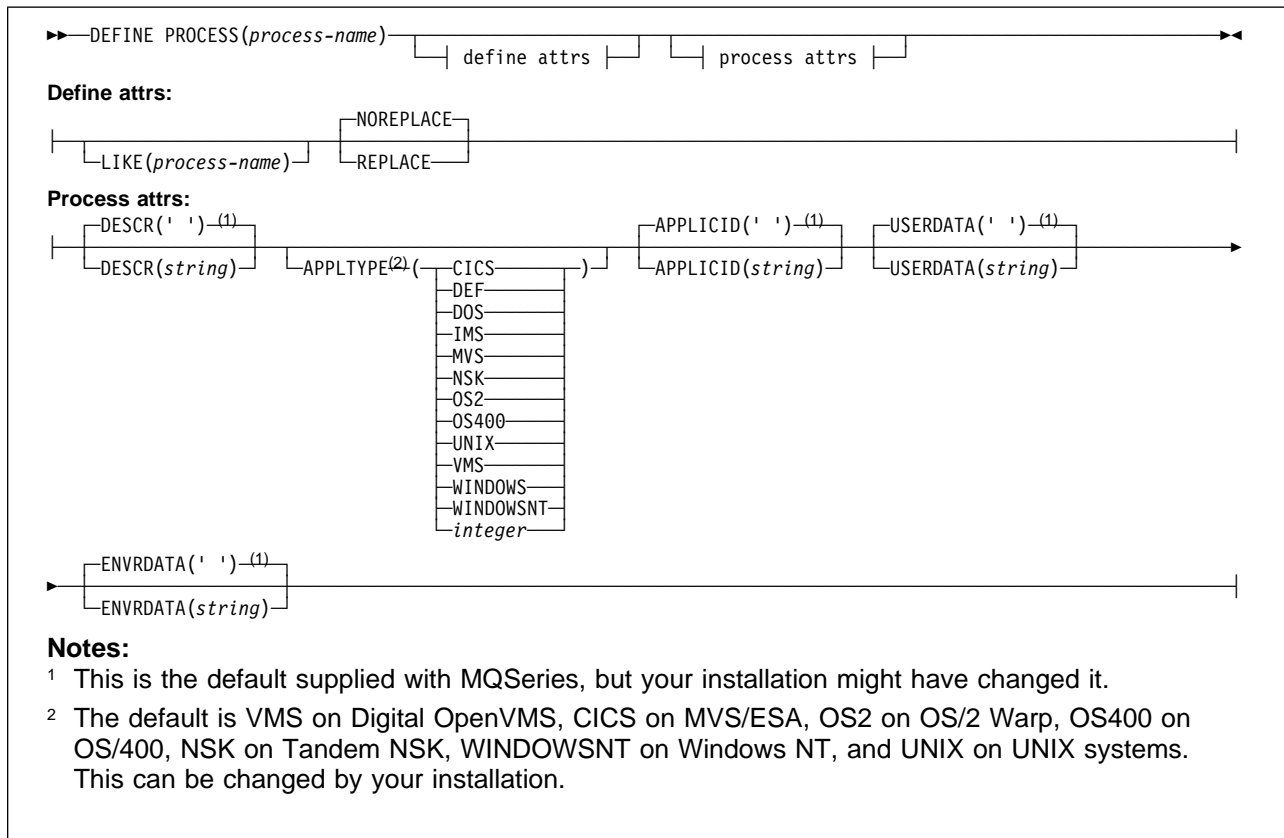 DEFINE PROCESS(process-name)
define attrs process attrs
Define attrs:
NOREPLACE
LIKE(process-name) REPLACE
Process attrs:
DESCR(' ') (1) APPLICID(' ') (1) USERDATA(' ') (1)
DESCR(string) APPLTYPE(2)( CICS ) APPLICID(string) USERDATA(string)
DEF
DOS
IMS
MVS
NSK
OS2
OS400
UNIX
VMS
WINDOWS
WINDOWSNT
integer
ENVRDATA(' ') (1)
ENVRDATA(string)
Notes:
1 This is the default supplied with MQSeries, but your installation might have changed it.
2 The default is VMS on Digital OpenVMS, CICS on MVS/ESA, OS2 on OS/2 Warp, OS400 on
OS/400, NSK on Tandem NSK, WINDOWSNT on Windows NT, and UNIX on UNIX systems.
This can be changed by your installation.